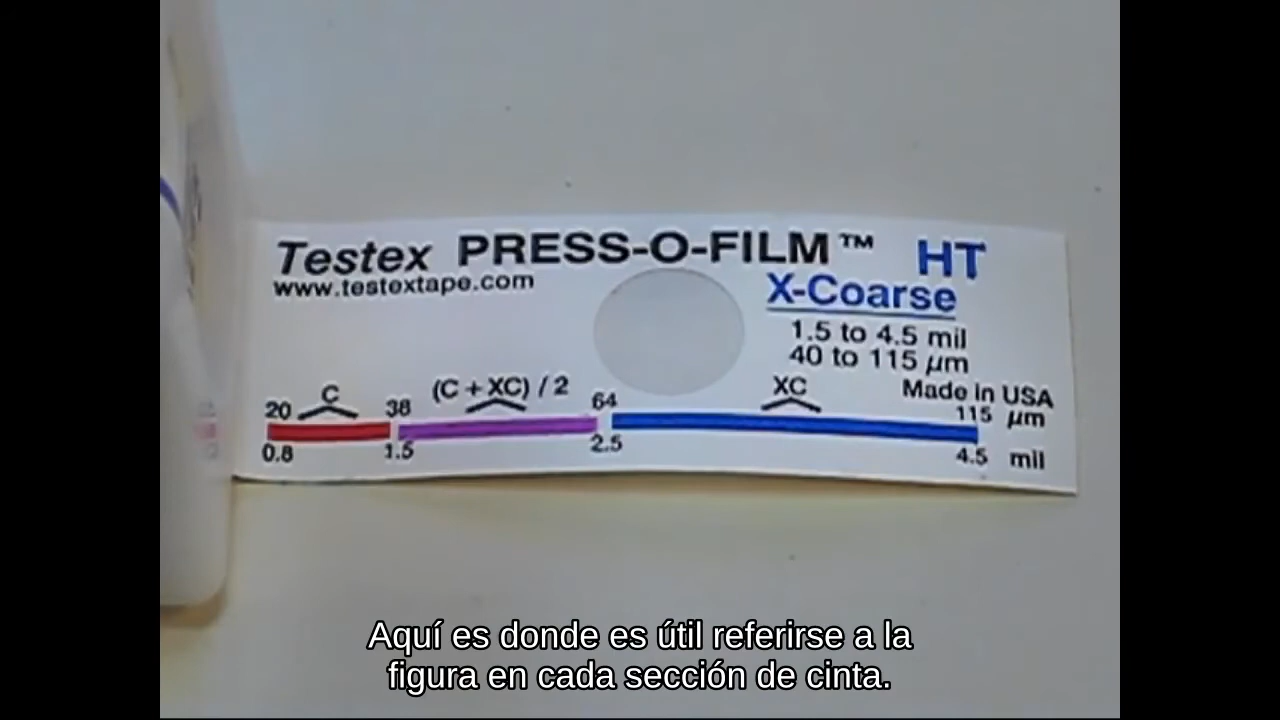 Testex PRESS-O-FILM™ HT
www.testextape.com
X-Coarse
1.5 to 4.5 mil
40 to 115 µm
Made in USA
C (C + XC) / 2 XC
20 38 64 115 µm
0.8 1.5 2.5 4.5 mil
Aquí es donde es útil referirse a la
figura en cada sección de cinta.